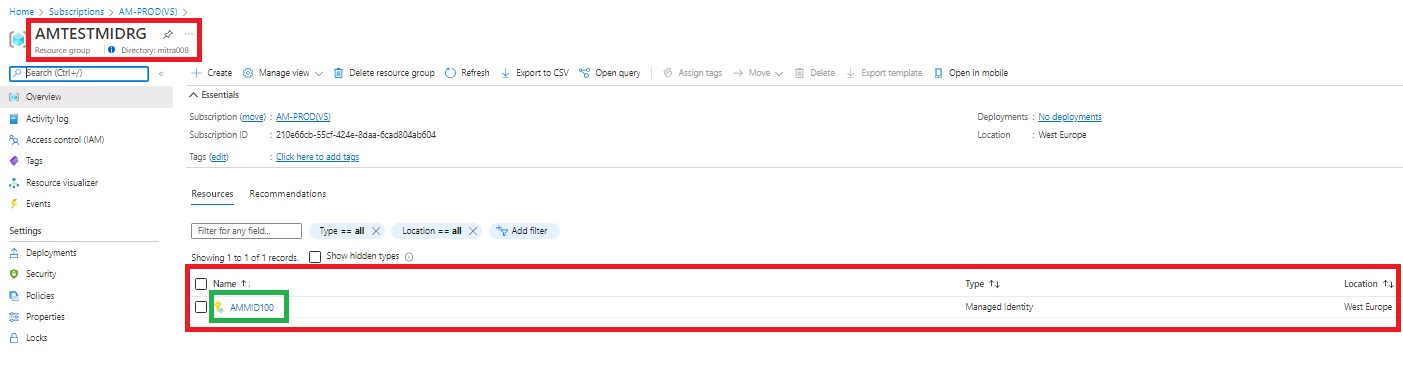 Home > Subscriptions > AM-PROD(VS) >
AMTESTMIDRG
Resource group
Directory: mitra008
Search (Ctrl+/)
«
Overview
Activity log
Access control (IAM)
Tags
Resource visualizer
Events
Settings
Deployments
Security
Policies
Properties
Locks
Create Manage view Delete resource group Refresh Export to CSV Open query Assign tags Move Delete Export template Open in mobile
Essentials
Subscription (move) : AM-PROD(VS)
Subscription ID : 210e66cb-55cf-424e-8daa-6cad804ab604
Tags (edit) : Click here to add tags
Deployments : No deployments
Location : West Europe
Resources Recommendations
Filter for any field... Type == all Location == all Add filter
Showing 1 to 1 of 1 records. Show hidden types
Name ↑↓ Type ↑↓ Location ↑↓
AMMID100 Managed Identity West Europe